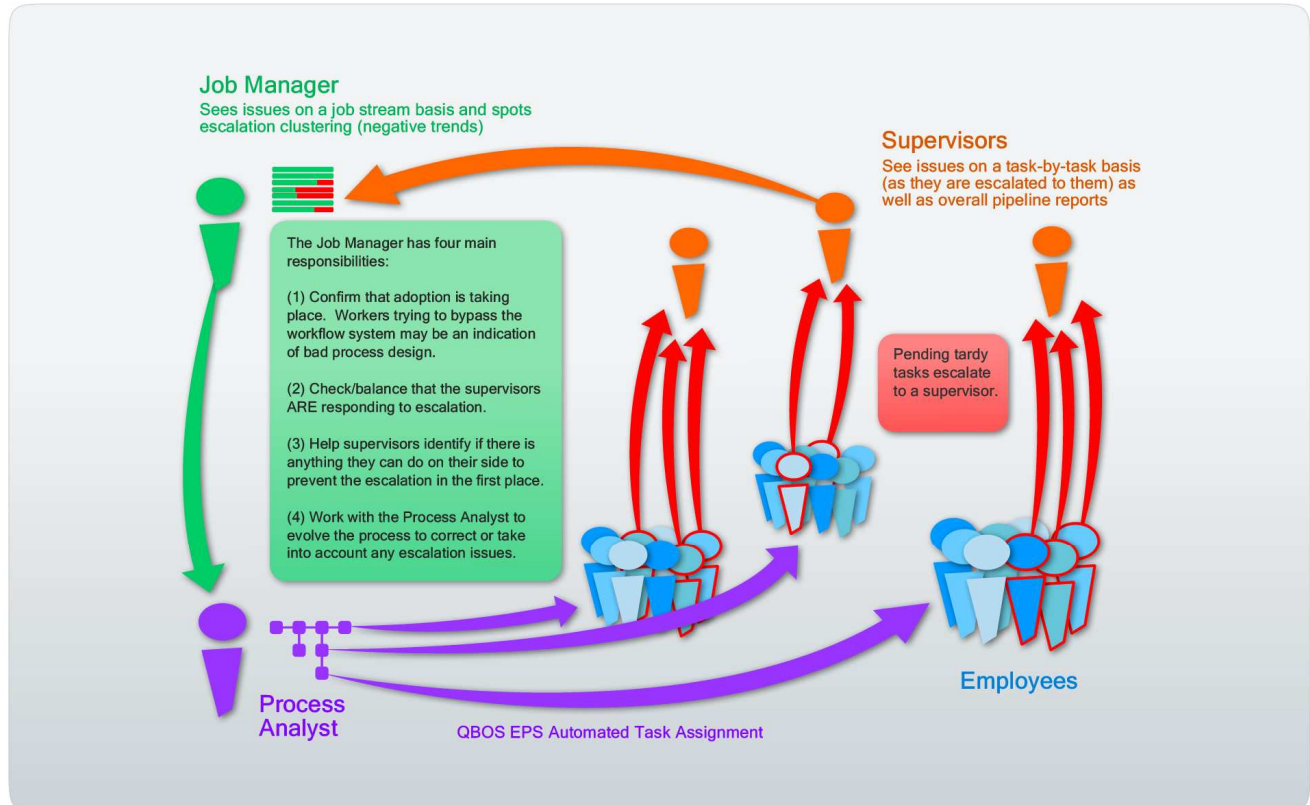 Job Manager
Sees issues on a job stream basis and spots
escalation clustering (negative trends)
Supervisors
See issues on a task-by-task basis
(as they are escalated to them) as
well as overall pipeline reports
The Job Manager has four main
responsibilities:
(1) Confirm that adoption is taking
place.  Workers trying to bypass the
workflow system may be an indication
of bad process design.
(2) Check/balance that the supervisors
ARE responding to escalation.
(3) Help supervisors identify if there is
anything they can do on their side to
prevent the escalation in the first place.
(4) Work with the Process Analyst to
evolve the process to correct or take
into account any escalation issues.
Pending tardy
tasks escalate
to a supervisor.
Employees
Process
Analyst
QBOS EPS Automated Task Assignment